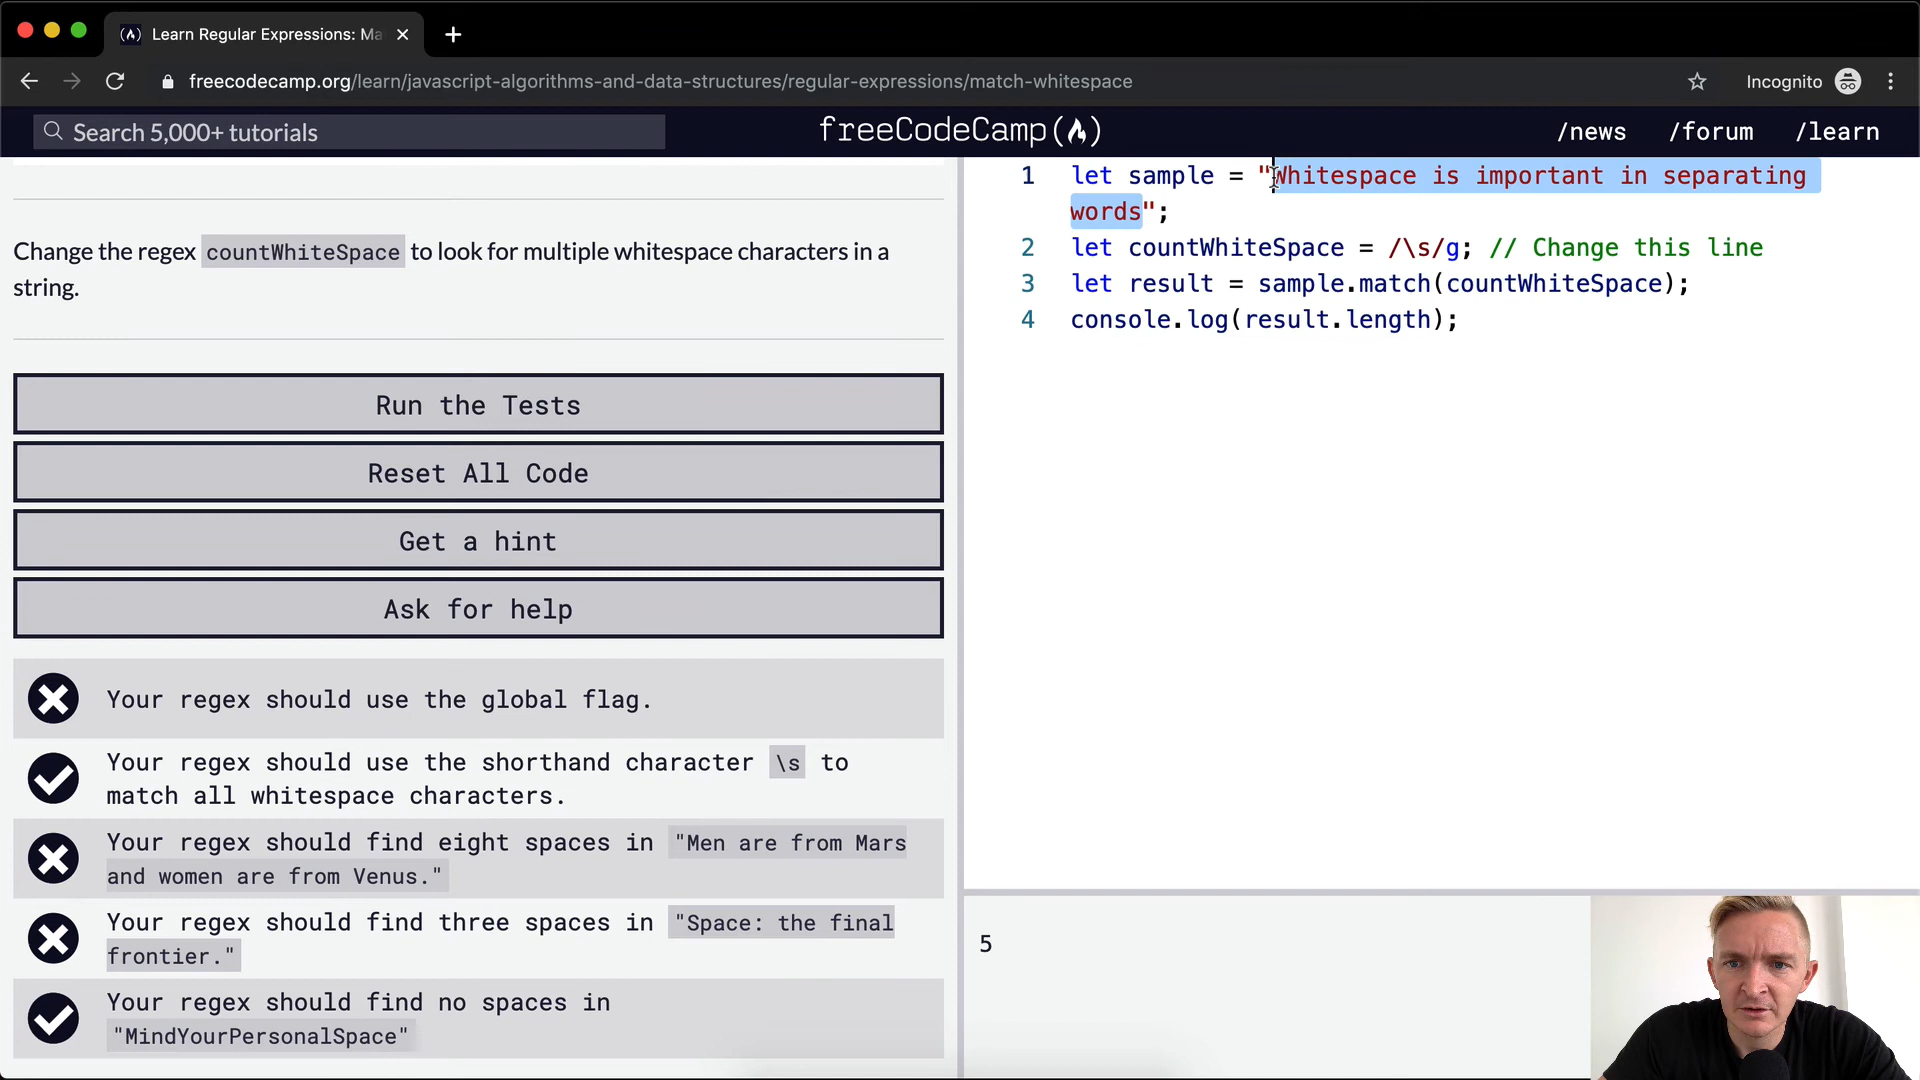 Learn Regular Expressions: Ma
freecodecamp.org/learn/javascript-algorithms-and-data-structures/regular-expressions/match-whitespace
Incognito
Search 5,000+ tutorials
freeCodeCamp
/news /forum /learn
Change the regex countWhiteSpace to look for multiple whitespace characters in a
string.
Run the Tests
Reset All Code
Get a hint
Ask for help
Your regex should use the global flag.
Your regex should use the shorthand character \s to
match all whitespace characters.
Your regex should find eight spaces in "Men are from Mars
and women are from Venus."
Your regex should find three spaces in "Space: the final
frontier."
Your regex should find no spaces in
"MindYourPersonalSpace"
1 let sample = "Whitespace is important in separating
words";
2 let countWhiteSpace = /\s/g; // Change this line
3 let result = sample.match(countWhiteSpace);
4 console.log(result.length);
5